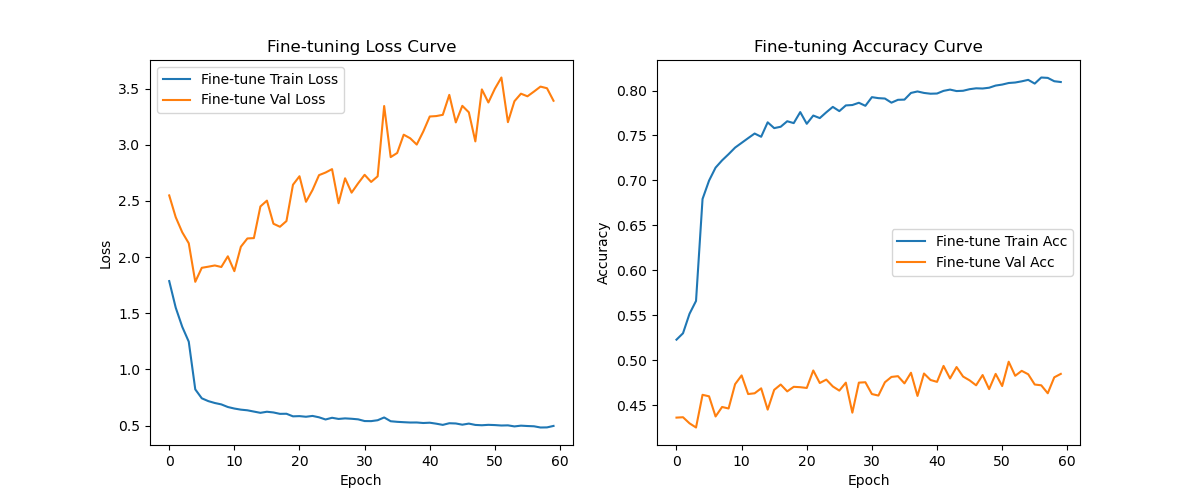 Fine-tuning Loss Curve
Fine-tune Train Loss
Fine-tune Val Loss
3.5
3.0
2.5
2.0
1.5
1.0
0.5
Loss
0 10 20 30 40 50 60
Epoch
Fine-tuning Accuracy Curve
0.80
0.75
0.70
0.65
0.60
0.55
0.50
0.45
Accuracy
Fine-tune Train Acc
Fine-tune Val Acc
0 10 20 30 40 50 60
Epoch